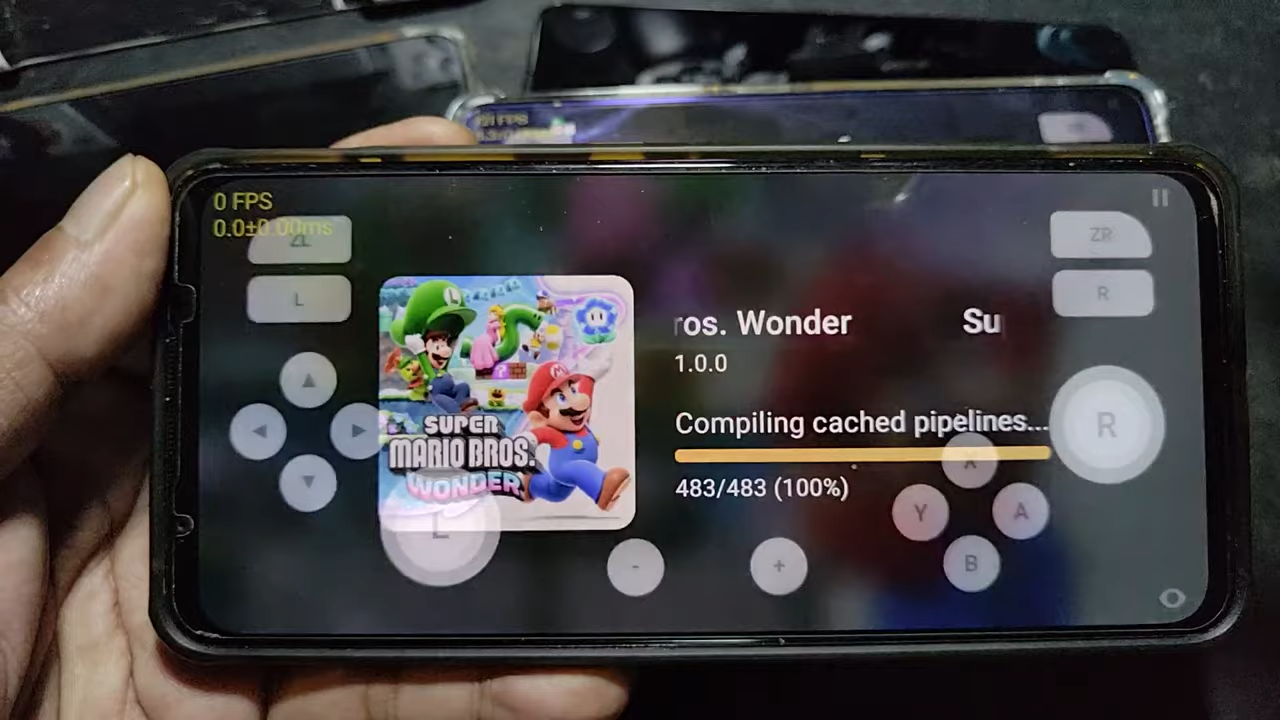 0 FPS
0.0±0.00ms
ZL
L
ZR
R
ros. Wonder Su
1.0.0
Compiling cached pipelines...
483/483 (100%)
L
SUPER
MARIO BROS.
WONDER
M
?
R
X
Y
A
B
L
-
+